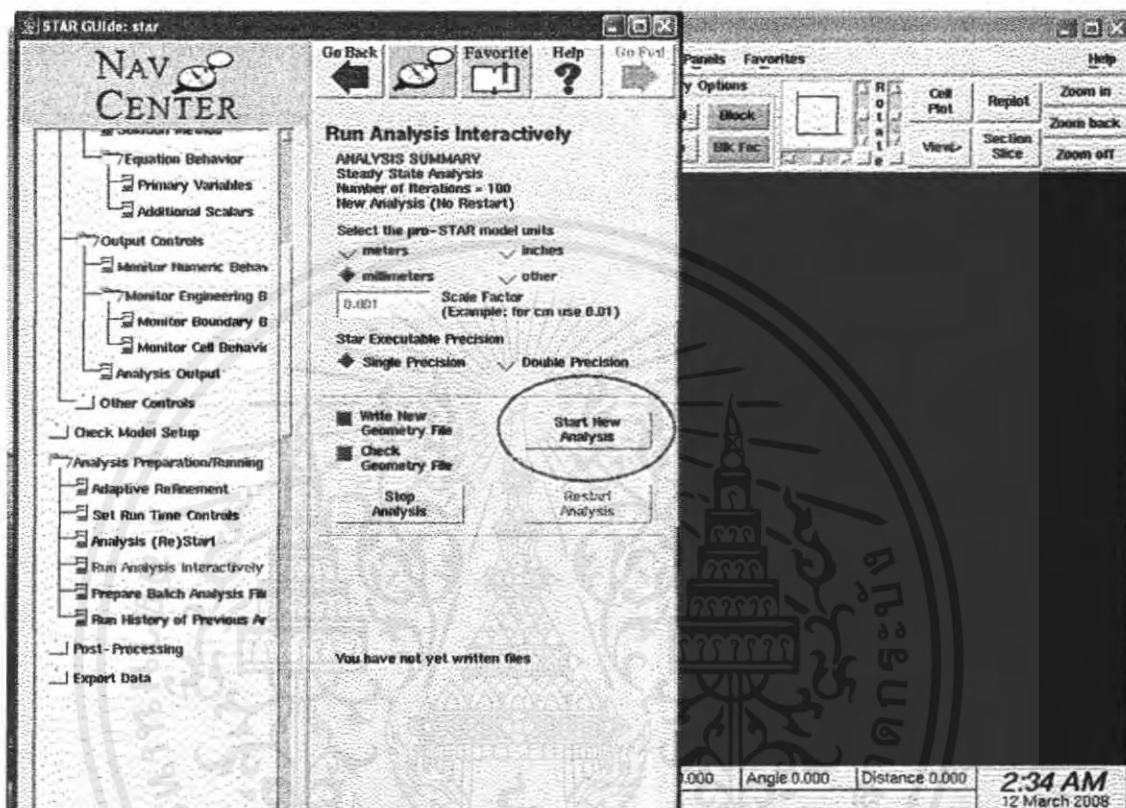 STAR GUIde: star
NAV
CENTER
Go Back
Favorite
Help
Solution Method
Equation Behavior
Primary Variables
Additional Scalars
Output Controls
Monitor Numeric Behav
Monitor Engineering B
Monitor Boundary B
Monitor Cell Behavio
Analysis Output
Other Controls
Check Model Setup
Analysis Preparation/Running
Adaptive Refinement
Set Run Time Controls
Analysis (Re)Start
Run Analysis Interactively
Prepare Batch Analysis File
Run History of Previous An
Post-Processing
Export Data
Run Analysis Interactively
ANALYSIS SUMMARY
Steady State Analysis
Number of Iterations = 100
New Analysis (No Restart)
Select the pro-STAR model units
meters inches
millimeters other
0.001 Scale Factor
(Example: for cm use 0.01)
Star Executable Precision
Single Precision Double Precision
Write New
Geometry File
Check
Geometry File
Start New
Analysis
Stop
Analysis
Restart
Analysis
You have not yet written files
Panels Favorites Help
y Options
Block
Blk Fac
Rotate
Cell
Plot
View>
Replot
Section
Slice
Zoom in
Zoom back
Zoom off
.000 Angle 0.000 Distance 0.000
2:34 AM
12 March 2008